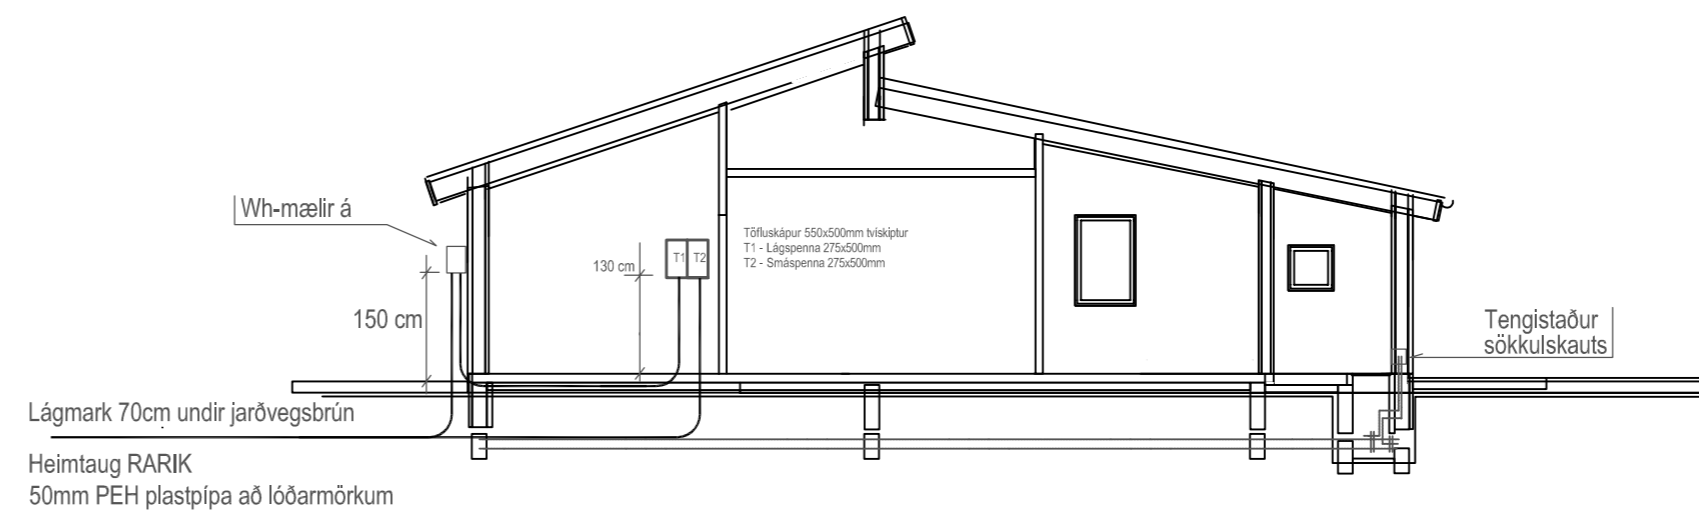 Wh-mælir á
Töfluskápur 550x500mm tvískiptur
T1 - Lágspenna 275x500mm
T2 - Smáspenna 275x500mm
T1 T2
130 cm
150 cm
Tengistaður
sökkulskauts
Lágmark 70cm undir jarðvegsbrún
Heimtaug RARIK
50mm PEH plastpípa að lóðarmörkum